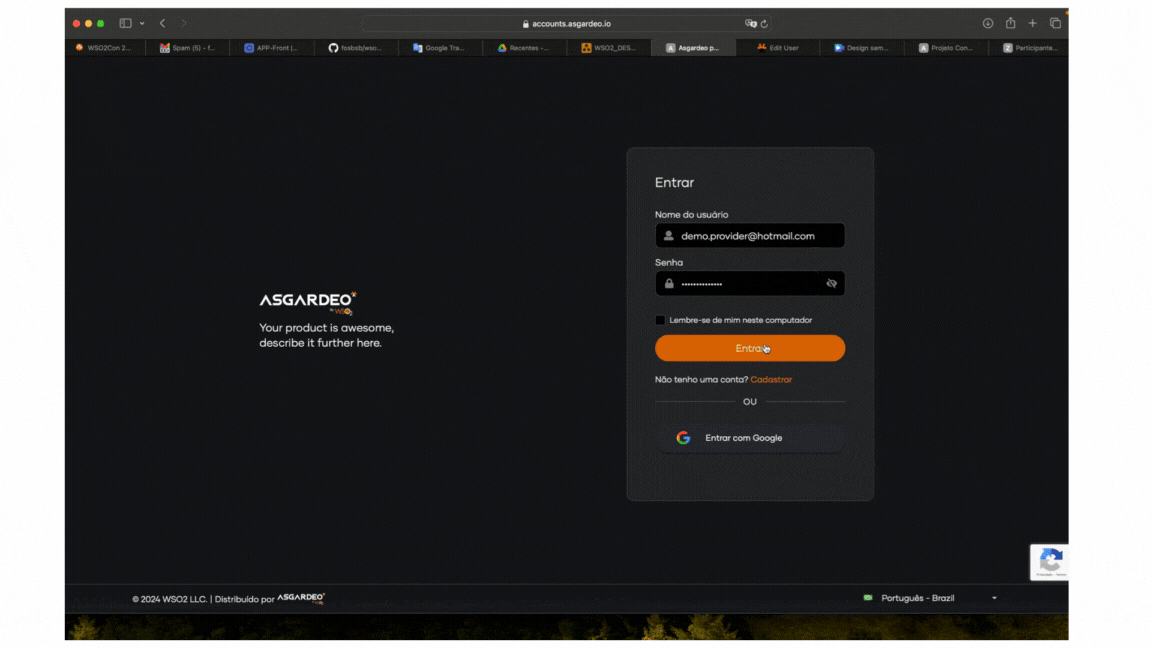 accounts.asgardeo.io
WSO2Con 2...
Spam (5) - f...
APP-Front |...
fosbsb/wso...
Google Tra...
Recentes -...
WSO2_DES...
Asgardeo p...
Edit User
Design sem...
Projeto Con...
Participante...
Entrar
Nome do usuário
demo.provider@hotmail.com
Senha
Lembre-se de mim neste computador
Entrar
Não tenho uma conta? Cadastrar
OU
Entrar com Google
ASGARDEO
by WSO2
Your product is awesome,
describe it further here.
© 2024 WSO2 LLC. | Distribuído por ASGARDEO
Português - Brazil